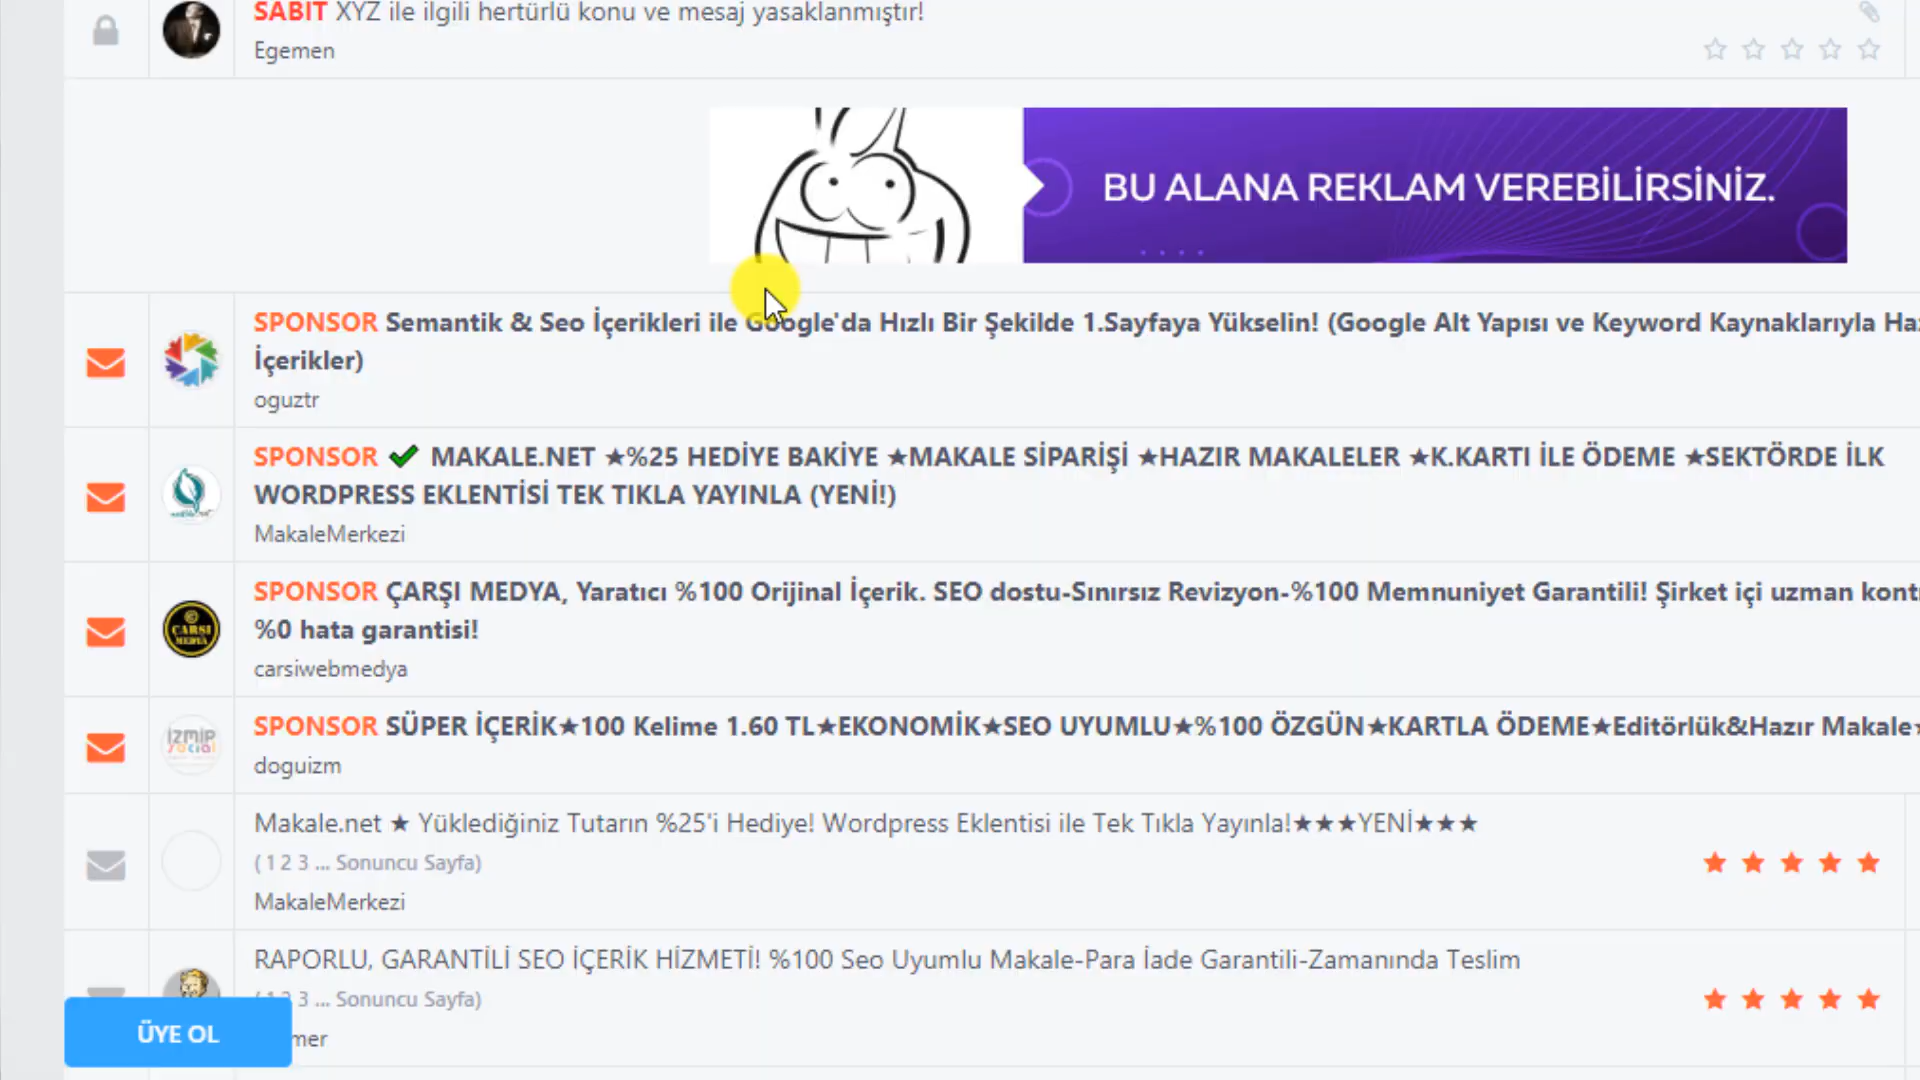 SABİT XYZ ile ilgili hertürlü konu ve mesaj yasaklanmıştır!
Egemen
BU ALANA REKLAM VEREBİLİRSİNİZ.
SPONSOR Semantik & Seo İçerikleri ile Google'da Hızlı Bir Şekilde 1.Sayfaya Yükselin! (Google Alt Yapısı ve Keyword Kaynaklarıyla Ha
İçerikler)
oguztr
SPONSOR ✔ MAKALE.NET ★%25 HEDİYE BAKİYE ★MAKALE SİPARİŞİ ★HAZIR MAKALELER ★K.KARTI İLE ÖDEME ★SEKTÖRDE İLK
WORDPRESS EKLENTİSİ TEK TIKLA YAYINLA (YENİ!)
MakaleMerkezi
ÇARSI
MEDYA
SPONSOR ÇARŞI MEDYA, Yaratıcı %100 Orijinal İçerik. SEO dostu-Sınırsız Revizyon-%100 Memnuniyet Garantili! Şirket içi uzman kont
%0 hata garantisi!
carsiwebmedya
izmir
social
SPONSOR SÜPER İÇERİK★100 Kelime 1.60 TL★EKONOMİK★SEO UYUMLU★%100 ÖZGÜN★KARTLA ÖDEME★Editörlük&Hazır Makale★
doguizm
Makale.net ★ Yüklediğiniz Tutarın %25'i Hediye! Wordpress Eklentisi ile Tek Tıkla Yayınla!★★★YENİ★★★
( 1 2 3 ... Sonuncu Sayfa)
MakaleMerkezi
RAPORLU, GARANTİLİ SEO İÇERİK HİZMETİ! %100 Seo Uyumlu Makale-Para İade Garantili-Zamanında Teslim
( 1 2 3 ... Sonuncu Sayfa)
mer
ÜYE OL